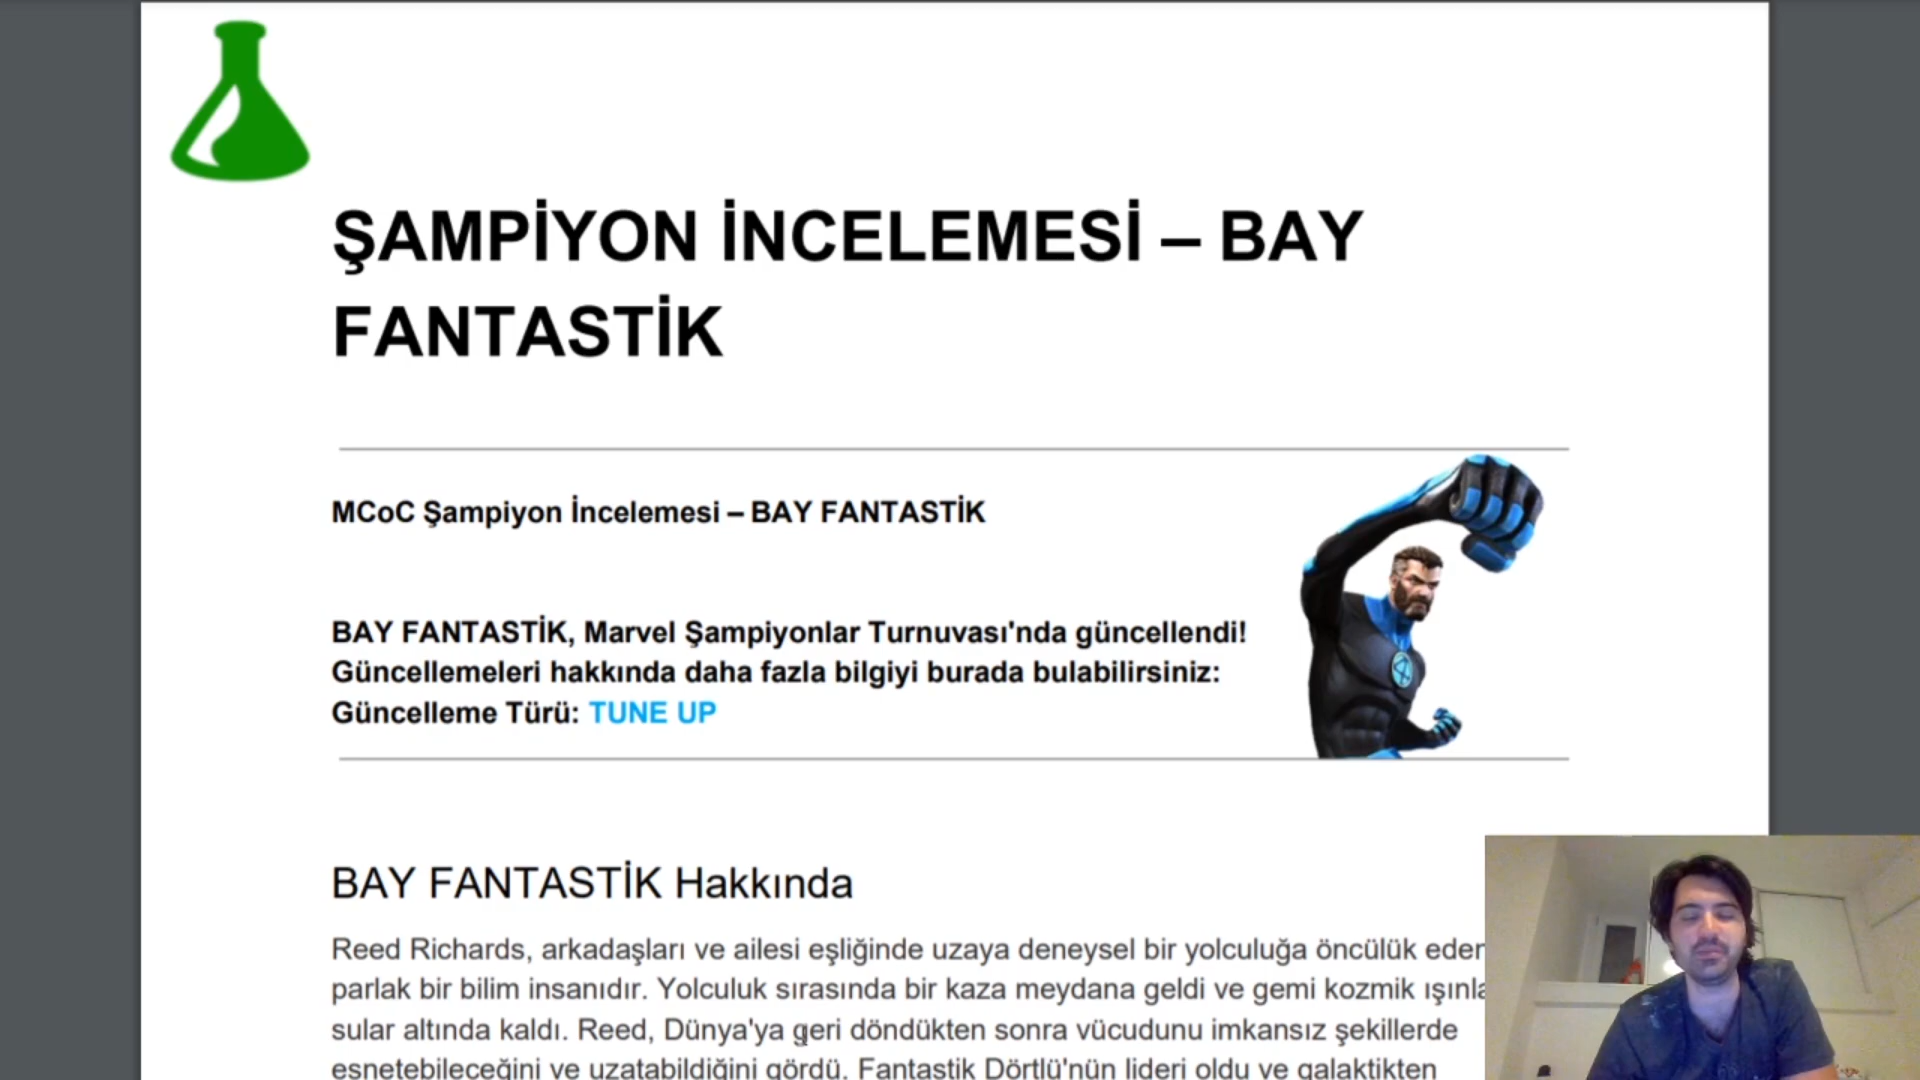 ŞAMPİYON İNCELEMESİ – BAY
FANTASTİK
MCoC Şampiyon İncelemesi – BAY FANTASTİK
BAY FANTASTİK, Marvel Şampiyonlar Turnuvası'nda güncellendi!
Güncellemeleri hakkında daha fazla bilgiyi burada bulabilirsiniz:
Güncelleme Türü: TUNE UP
BAY FANTASTİK Hakkında
Reed Richards, arkadaşları ve ailesi eşliğinde uzaya deneysel bir yolculuğa öncülük eder
parlak bir bilim insanıdır. Yolculuk sırasında bir kaza meydana geldi ve gemi kozmik
sular altında kaldı. Reed, Dünya'ya geri döndükten sonra vücudunu imkansız şekillerde
esnetebileceğini ve uzatabildiğini gördü. Fantastik Dörtlü'nün lideri oldu ve galaktikten